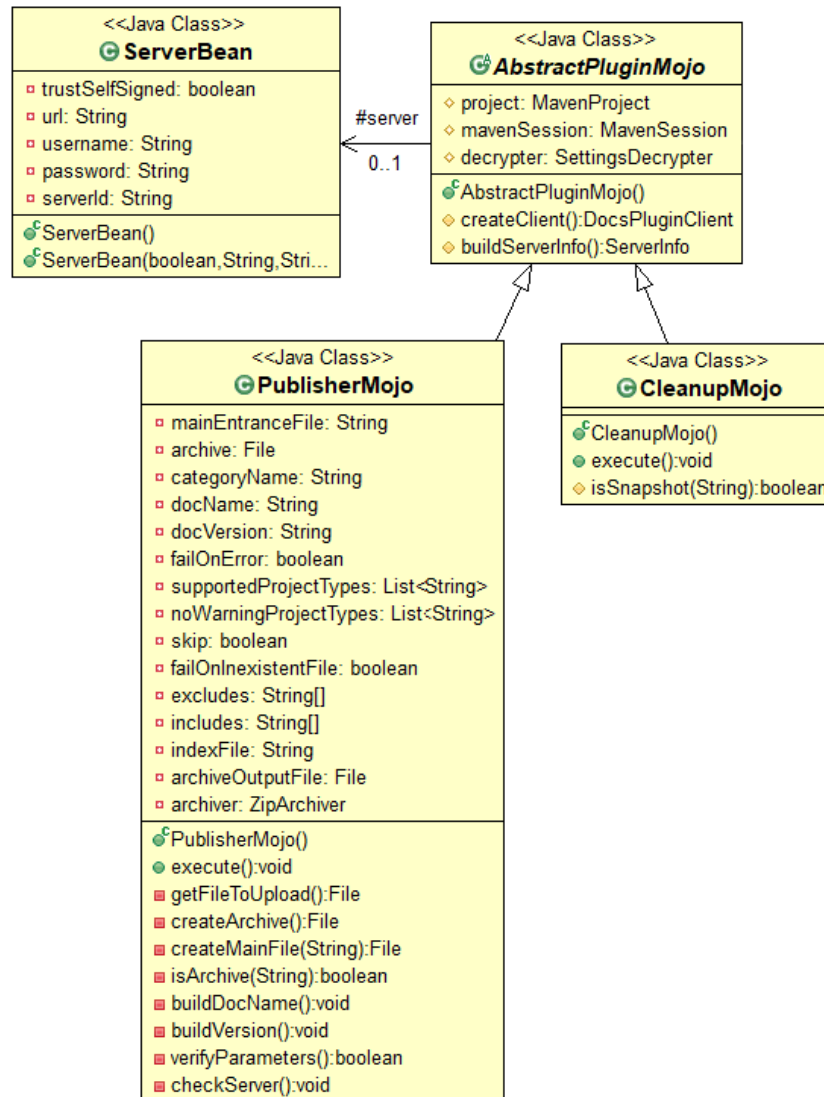 <<Java Class>>
ServerBean
trustSelfSigned: boolean
url: String
username: String
password: String
serverId: String
ServerBean()
ServerBean(boolean,String,Stri...
#server
0..1
<<Java Class>>
AbstractPluginMojo
project: MavenProject
mavenSession: MavenSession
decrypter: SettingsDecrypter
AbstractPluginMojo()
createClient():DocsPluginClient
buildServerInfo():ServerInfo
<<Java Class>>
PublisherMojo
mainEntranceFile: String
archive: File
categoryName: String
docName: String
docVersion: String
failOnError: boolean
supportedProjectTypes: List<String>
noWarningProjectTypes: List<String>
skip: boolean
failOnInexistentFile: boolean
excludes: String[]
includes: String[]
indexFile: String
archiveOutputFile: File
archiver: ZipArchiver
PublisherMojo()
execute():void
getFileToUpload():File
createArchive():File
createMainFile(String):File
isArchive(String):boolean
buildDocName():void
buildVersion():void
verifyParameters():boolean
checkServer():void
<<Java Class>>
CleanupMojo
CleanupMojo()
execute():void
isSnapshot(String):boolean